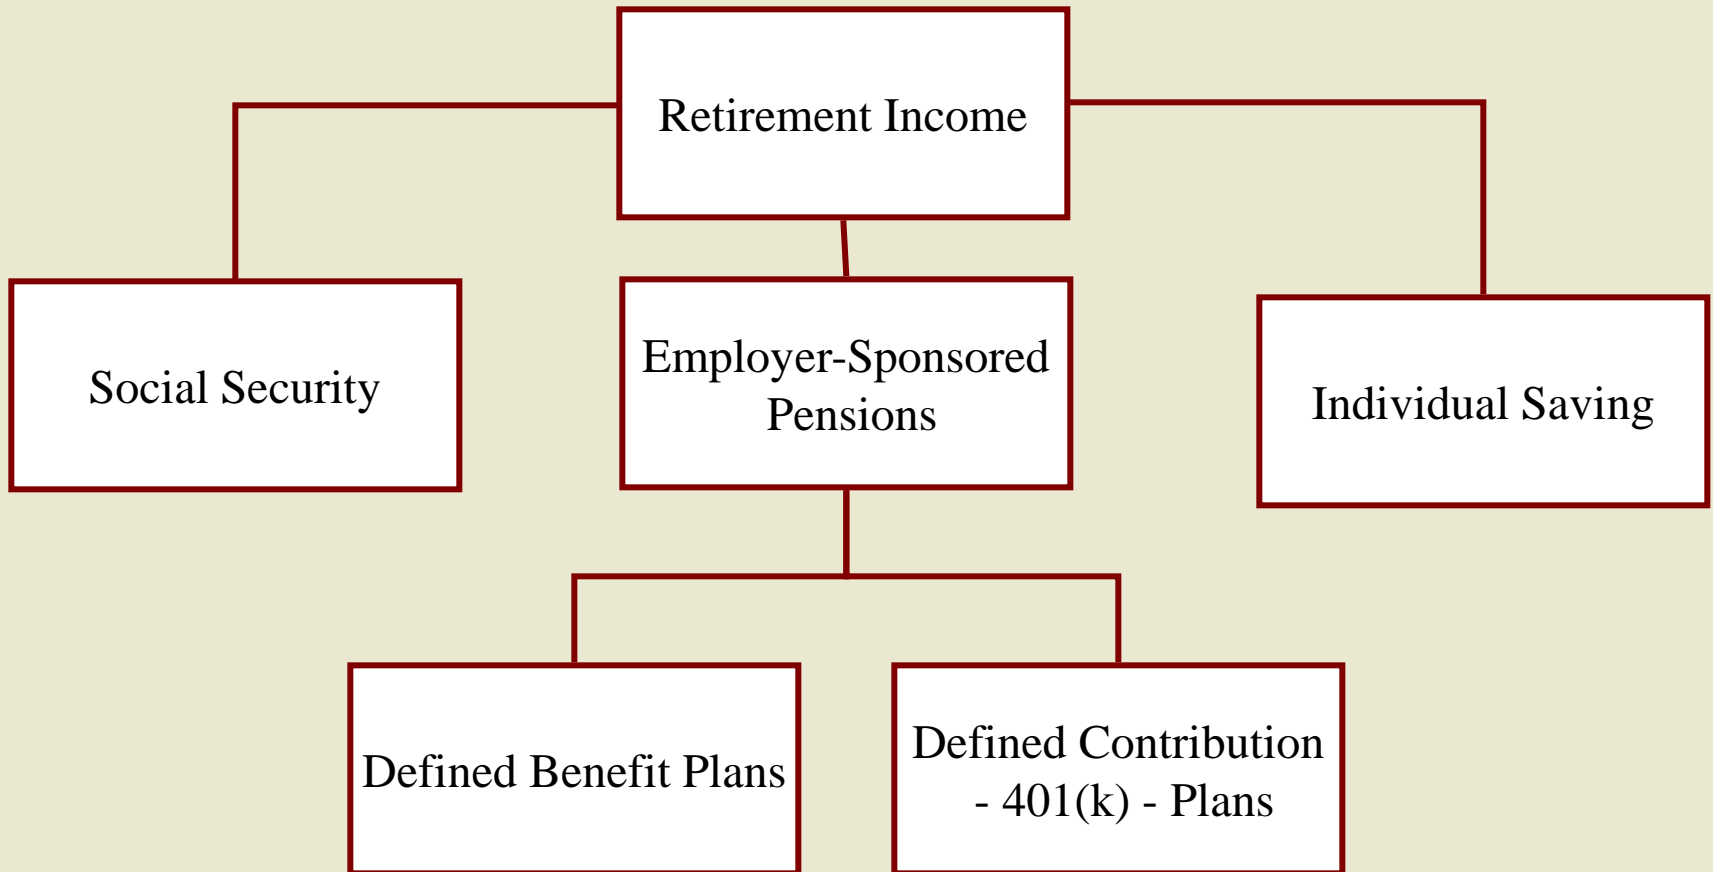 Retirement Income
Social Security
Employer-Sponsored
Pensions
Individual Saving
Defined Benefit Plans
Defined Contribution
- 401(k) - Plans